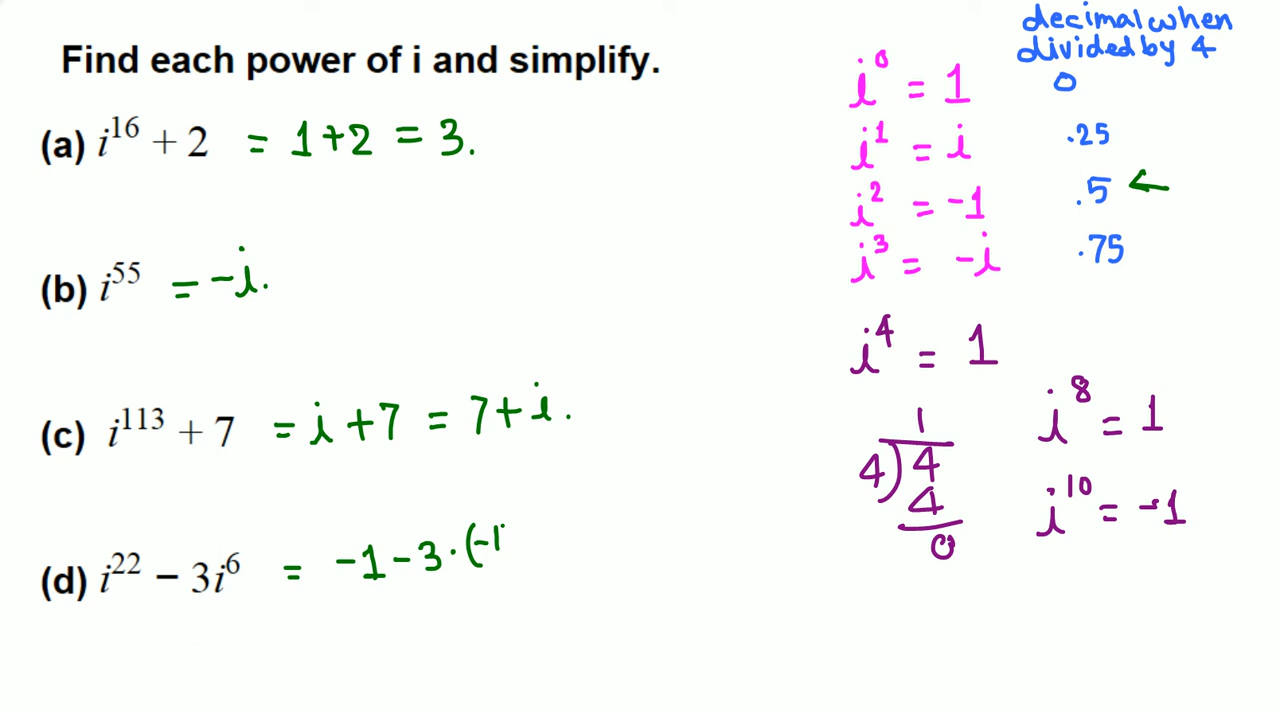 Find each power of i and simplify.
(a) i^16 + 2 = 1+2 = 3.
(b) i^55 = -i.
(c) i^113 + 7 = i+7 = 7+i.
(d) i^22 − 3i^6 = -1-3·(-1
decimal when
divided by 4
i^0 = 1 0
i^1 = i .25
i^2 = -1 .5 ←
i^3 = -i .75
i^4 = 1
1
4)4
4
0
i^8 = 1
i^10 = -1